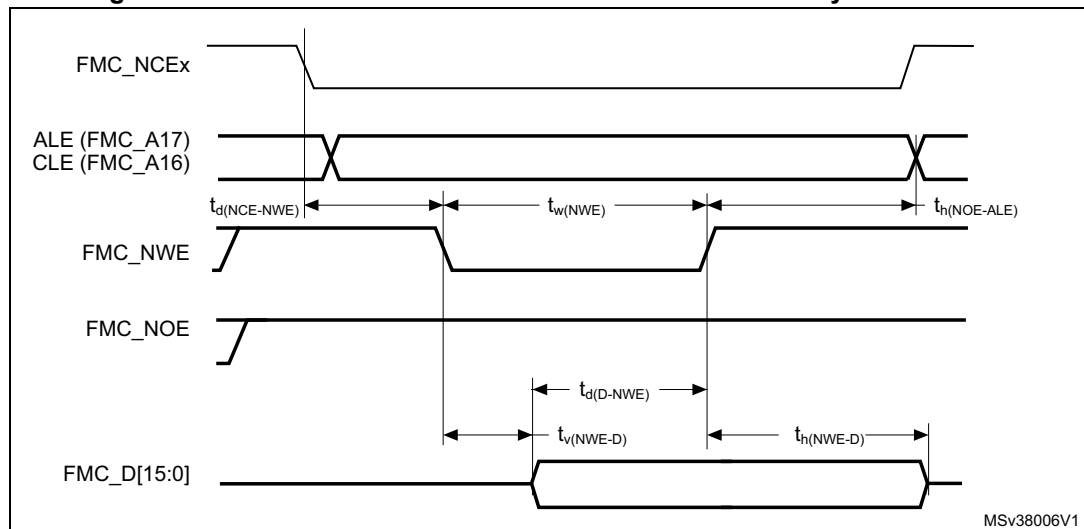 FMC_NCEx
ALE (FMC_A17)
CLE (FMC_A16)
td(NCE-NWE)
tw(NWE)
th(NOE-ALE)
FMC_NWE
FMC_NOE
td(D-NWE)
tv(NWE-D)
th(NWE-D)
FMC_D[15:0]
MSv38006V1